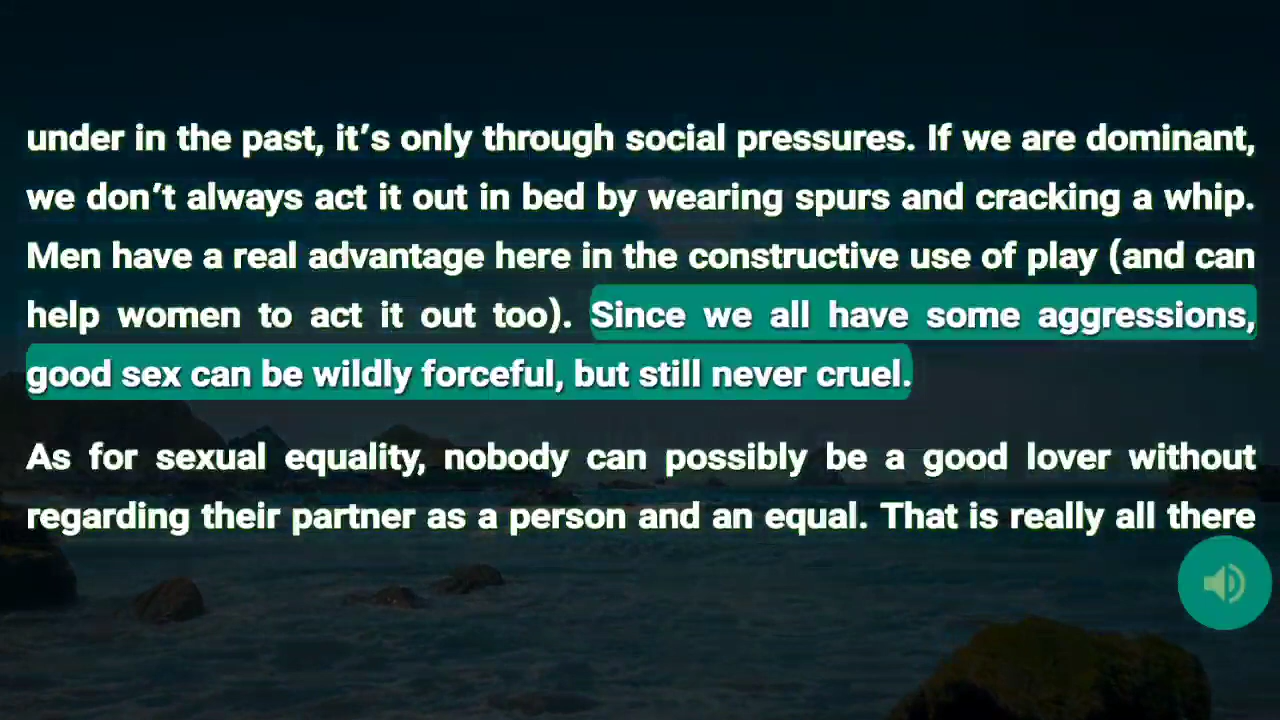 under in the past, it’s only through social pressures. If we are dominant,
we don’t always act it out in bed by wearing spurs and cracking a whip.
Men have a real advantage here in the constructive use of play (and can
help women to act it out too). Since we all have some aggressions,
good sex can be wildly forceful, but still never cruel.
As for sexual equality, nobody can possibly be a good lover without
regarding their partner as a person and an equal. That is really all there